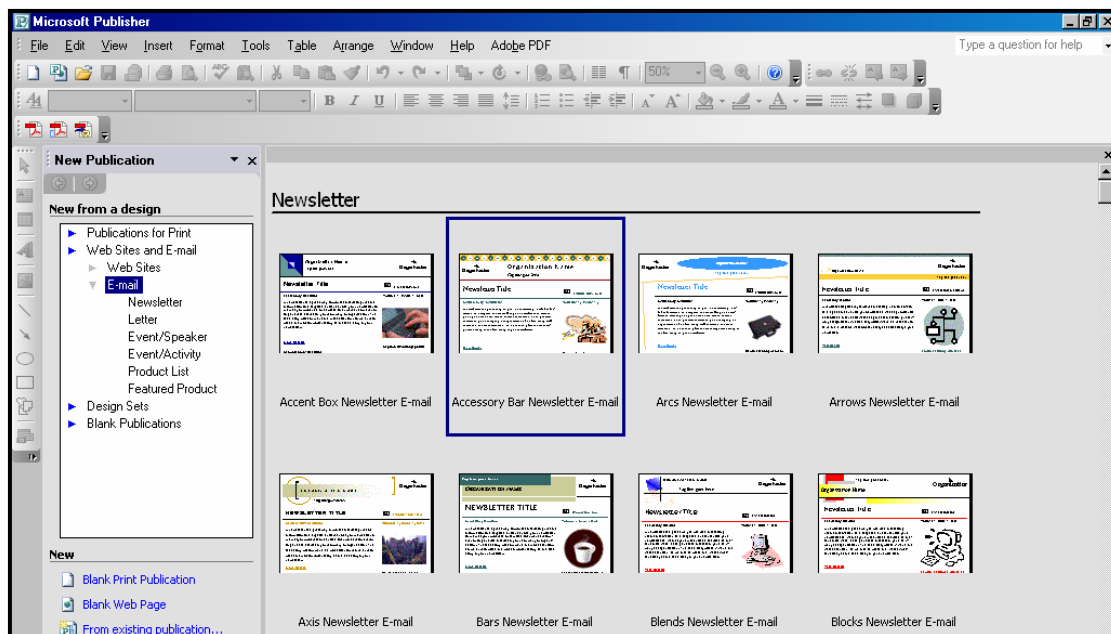 Microsoft Publisher
File Edit View Insert Format Tools Table Arrange Window Help Adobe PDF Type a question for help
50%
B I U
New Publication
New from a design
Publications for Print
Web Sites and E-mail
Web Sites
E-mail
Newsletter
Letter
Event/Speaker
Event/Activity
Product List
Featured Product
Design Sets
Blank Publications
New
Blank Print Publication
Blank Web Page
From existing publication...
Newsletter
Accent Box Newsletter E-mail
Accessory Bar Newsletter E-mail
Arcs Newsletter E-mail
Arrows Newsletter E-mail
Axis Newsletter E-mail
Bars Newsletter E-mail
Blends Newsletter E-mail
Blocks Newsletter E-mail